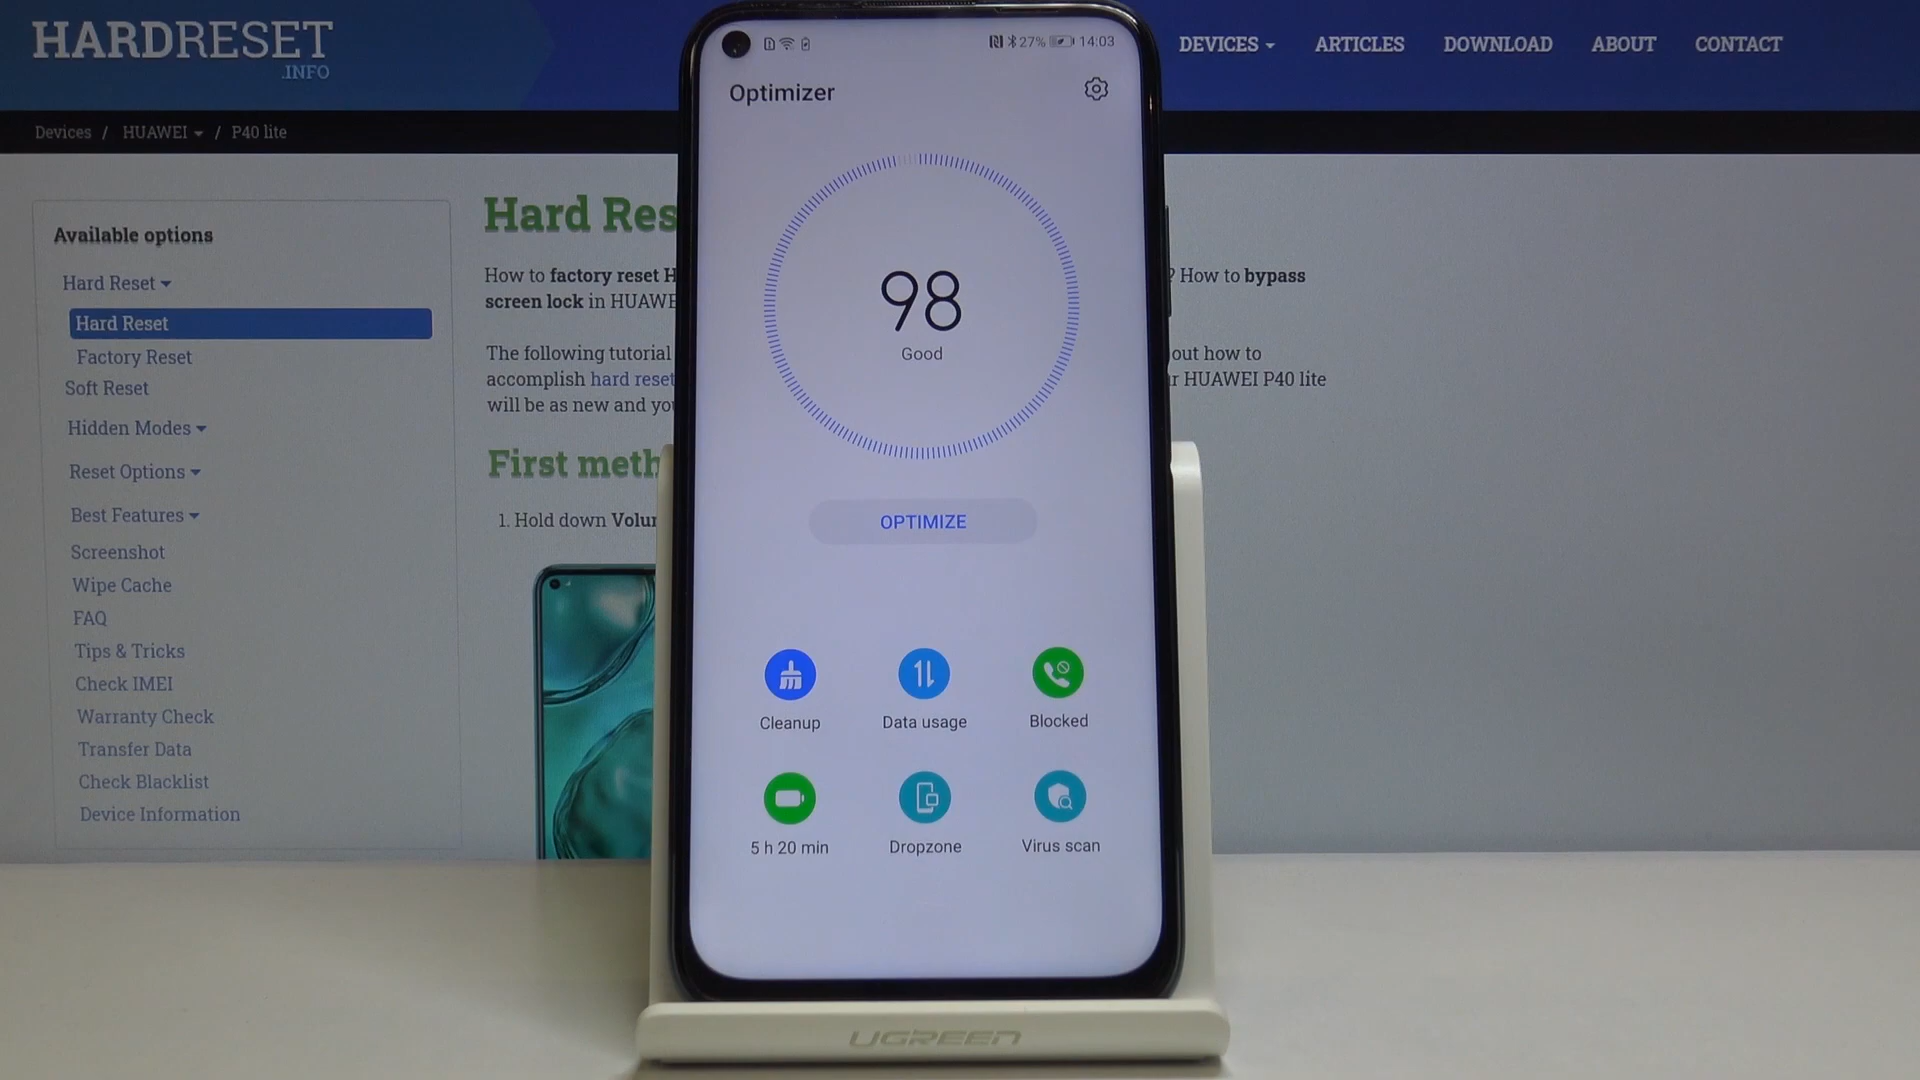 HARDRESET
.INFO
DEVICES
ARTICLES
DOWNLOAD
ABOUT
CONTACT
Devices / HUAWEI / P40 lite
Available options
Hard Reset
Hard Reset
Factory Reset
Soft Reset
Hidden Modes
Reset Options
Best Features
Screenshot
Wipe Cache
FAQ
Tips & Tricks
Check IMEI
Warranty Check
Transfer Data
Check Blacklist
Device Information
Hard Res
How to factory reset H
? How to bypass
screen lock in HUAWE
The following tutorial
out how to
accomplish hard reset
r HUAWEI P40 lite
will be as new and you
First meth
1. Hold down Volu
27% 14:03
Optimizer
98
Good
OPTIMIZE
Cleanup
Data usage
Blocked
5 h 20 min
Dropzone
Virus scan
UGREEN